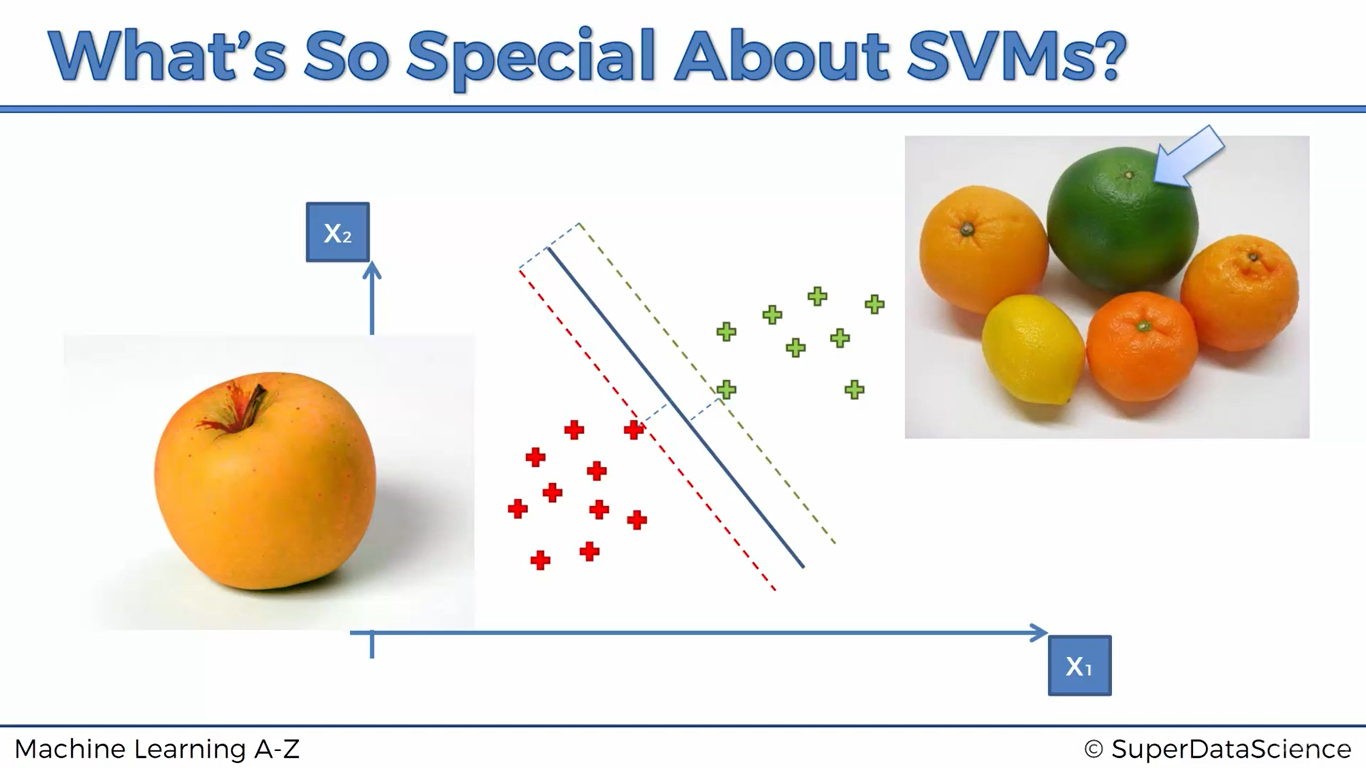 What's So Special About SVMs?
X2
X1
Machine Learning A-Z
© SuperDataScience